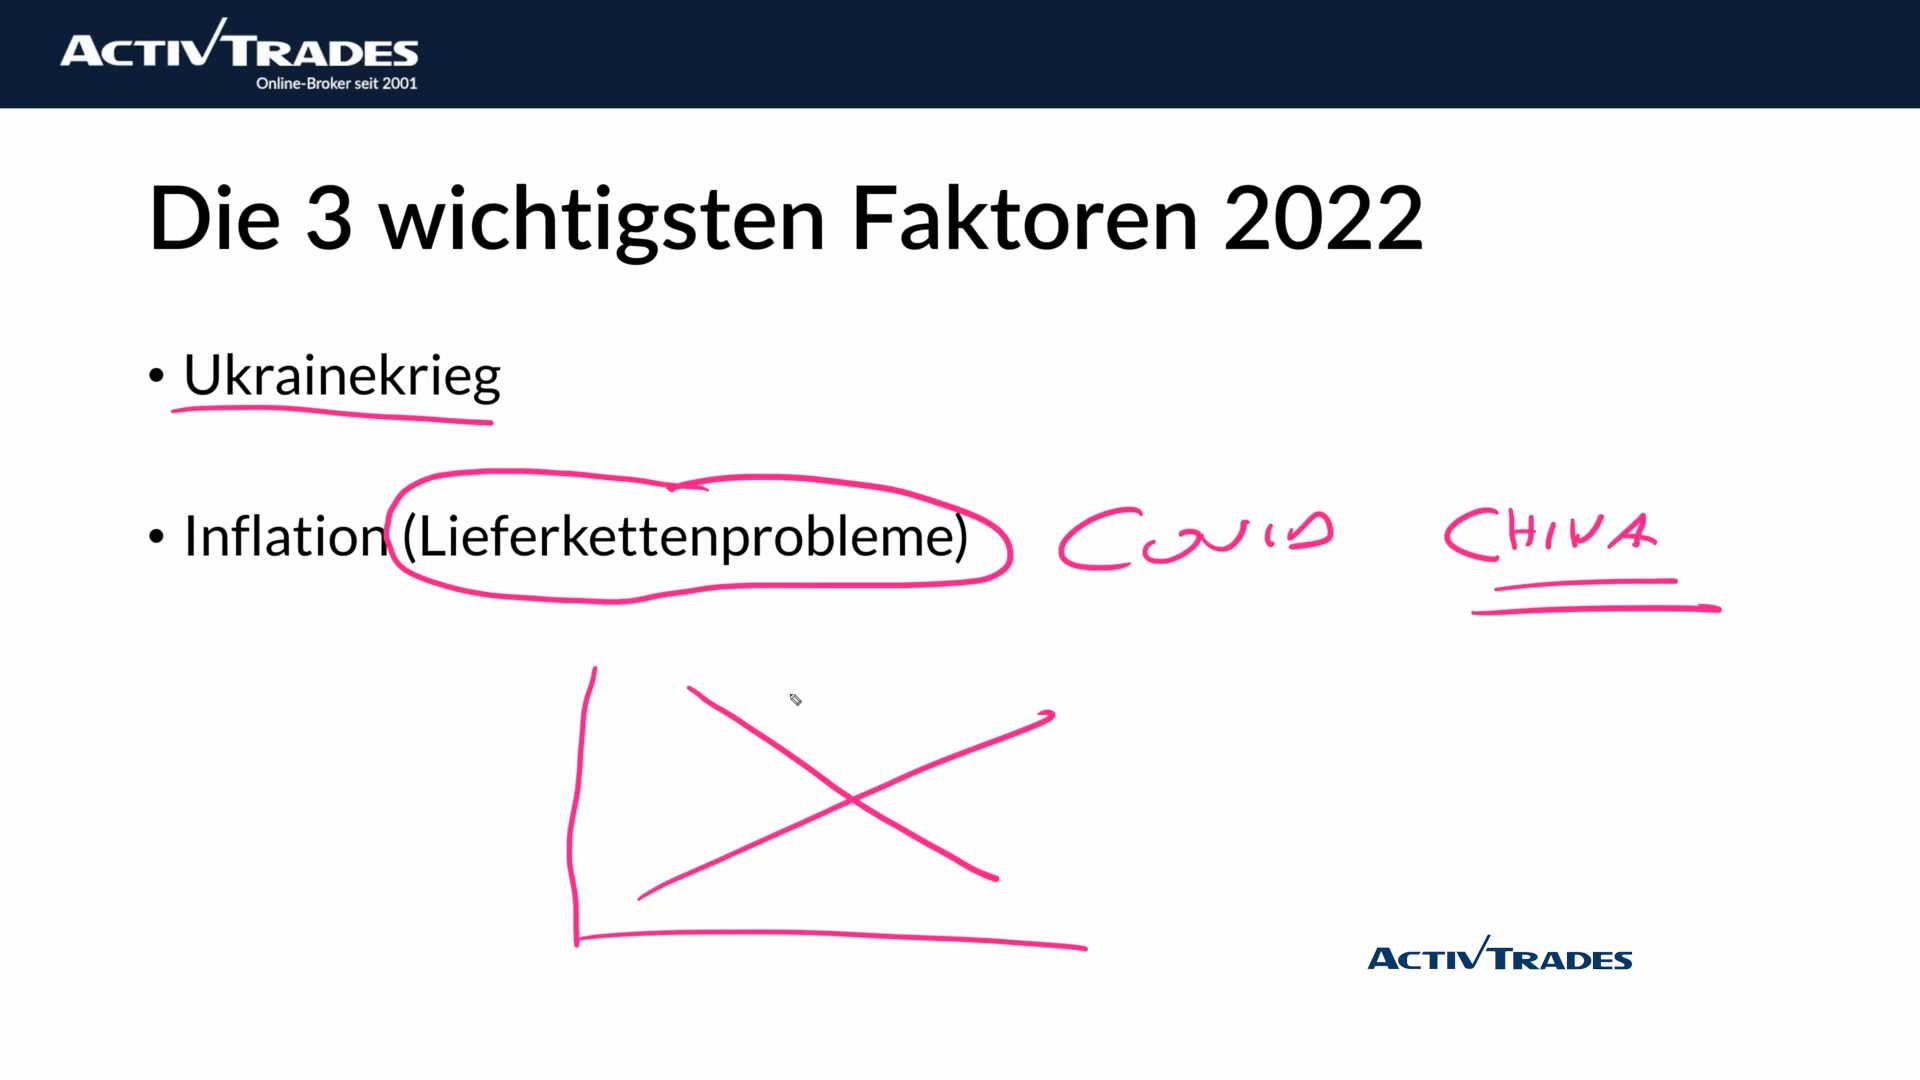 ACTIVTRADES
Online-Broker seit 2001
Die 3 wichtigsten Faktoren 2022
• Ukrainekrieg
• Inflation (Lieferkettenprobleme) COVID CHINA
ACTIVTRADES